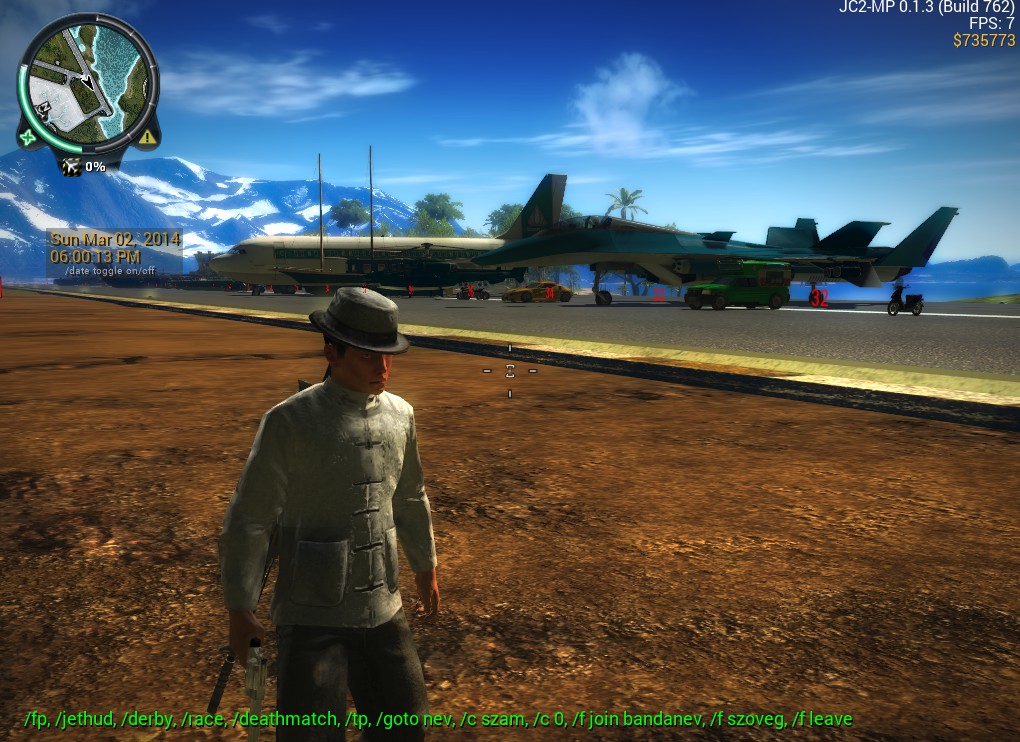 JC2-MP 0.1.3 (Build 762)
FPS: 7
$735773
0%
Sun Mar 02, 2014
06:00:13 PM
/date toggle on/off
32
/fp, /jethud, /derby, /race, /deathmatch, /tp, /goto nev, /c szam, /c 0, /f join bandanev, /f szoveg, /f leave